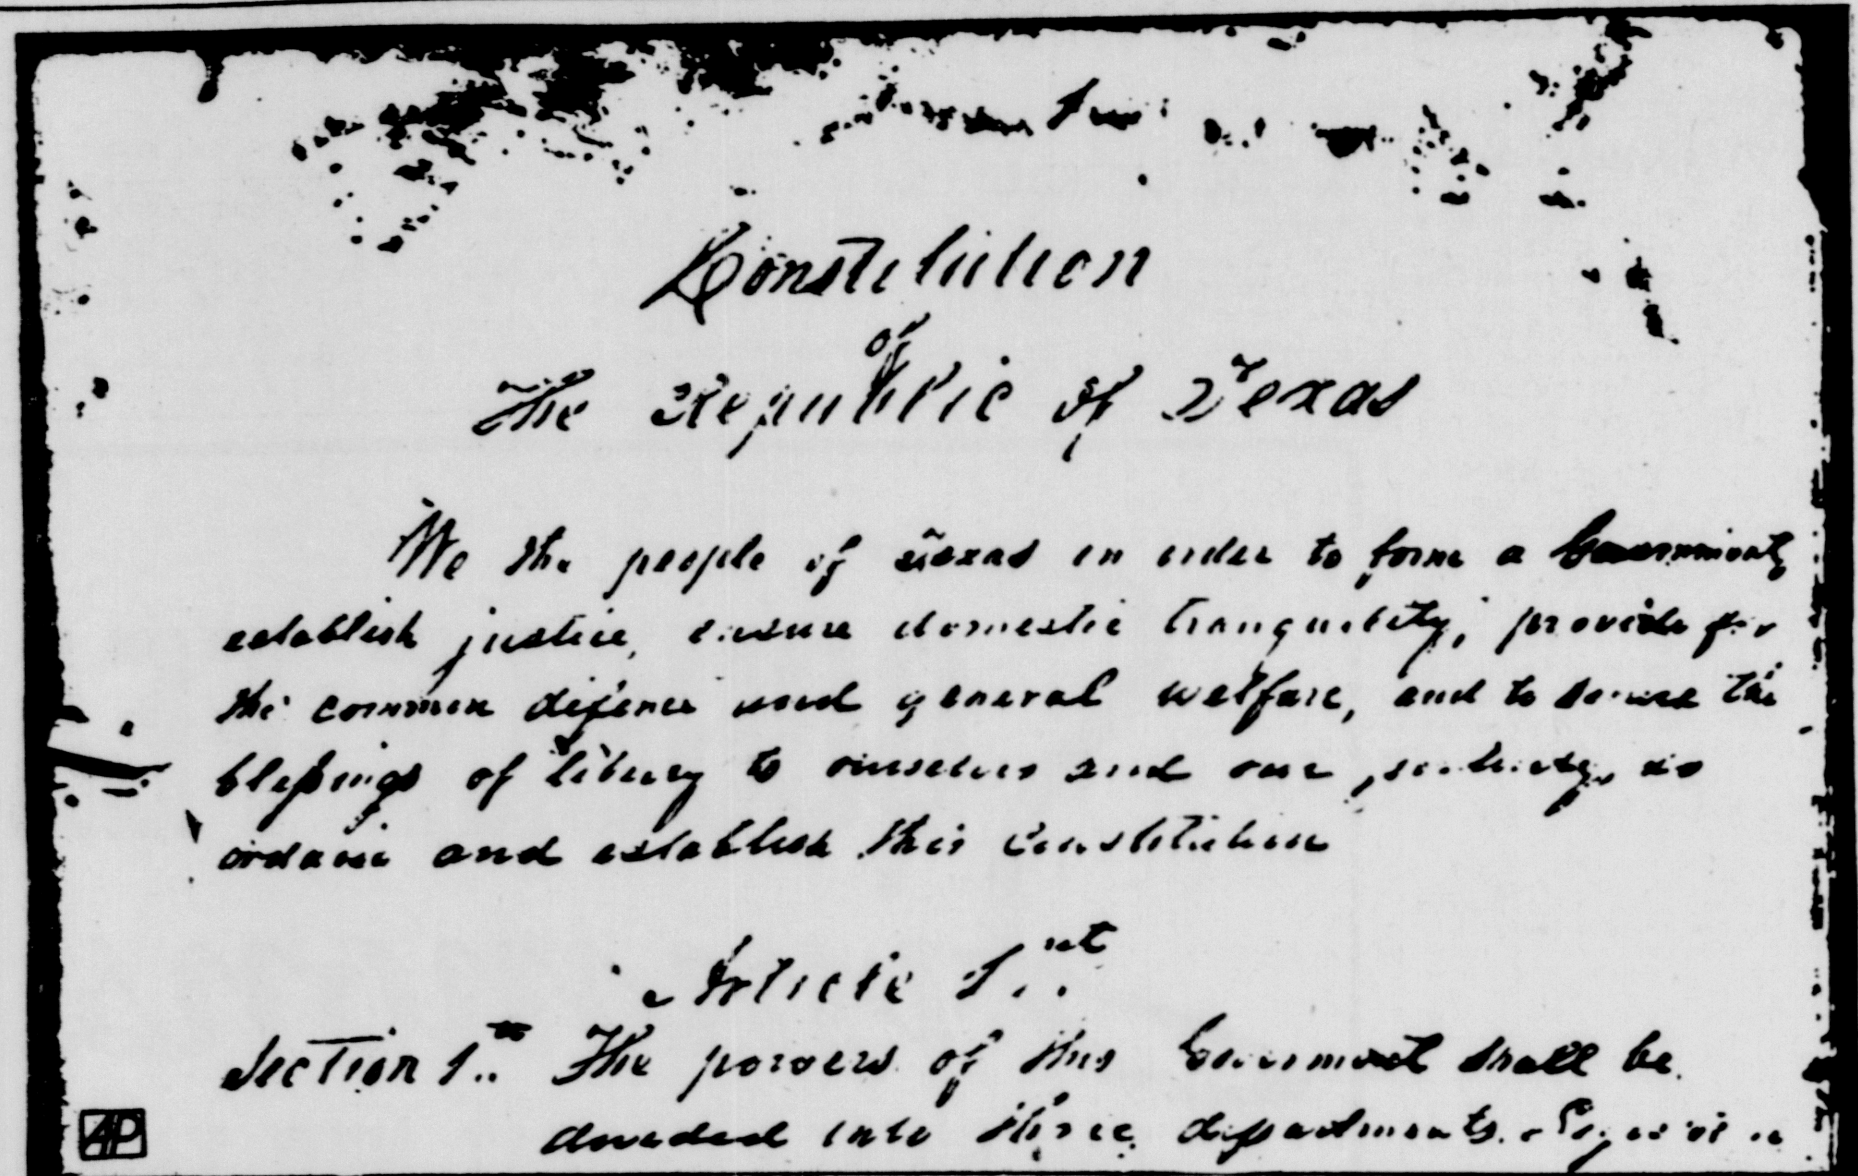 Constitution
of
The Republic of Texas
We the people of Texas in order to form a Government,
establish justice, ensure domestic tranquility, provide for
the common defence and general welfare, and to secure the
blessings of liberty to ourselves and our posterity, do
ordain and establish this constitution
Article 1st
Section 1st The powers of this Government shall be
divided into three departments.
AP